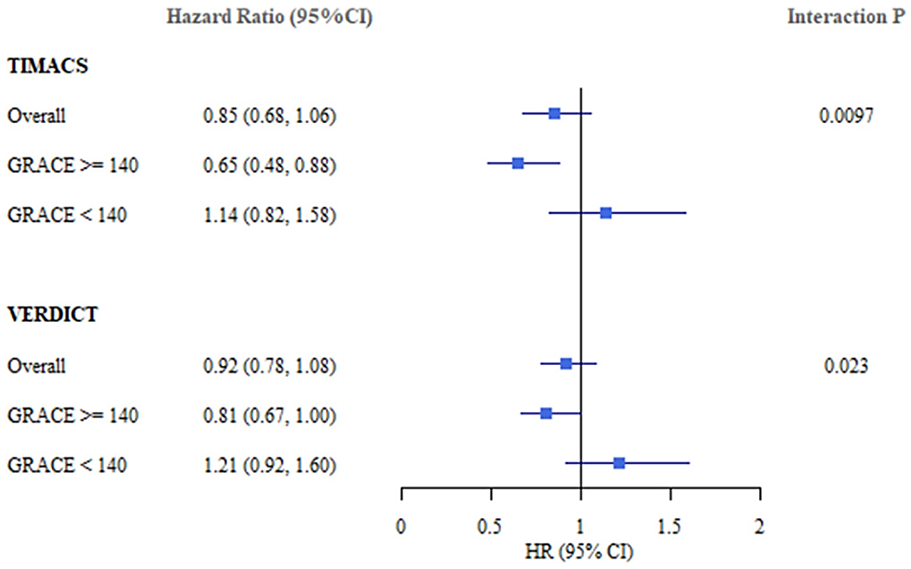 Hazard Ratio (95%CI) Interaction P
TIMACS
Overall 0.85 (0.68, 1.06) 0.0097
GRACE >= 140 0.65 (0.48, 0.88)
GRACE < 140 1.14 (0.82, 1.58)
VERDICT
Overall 0.92 (0.78, 1.08) 0.023
GRACE >= 140 0.81 (0.67, 1.00)
GRACE < 140 1.21 (0.92, 1.60)
0 0.5 1 1.5 2
HR (95% CI)